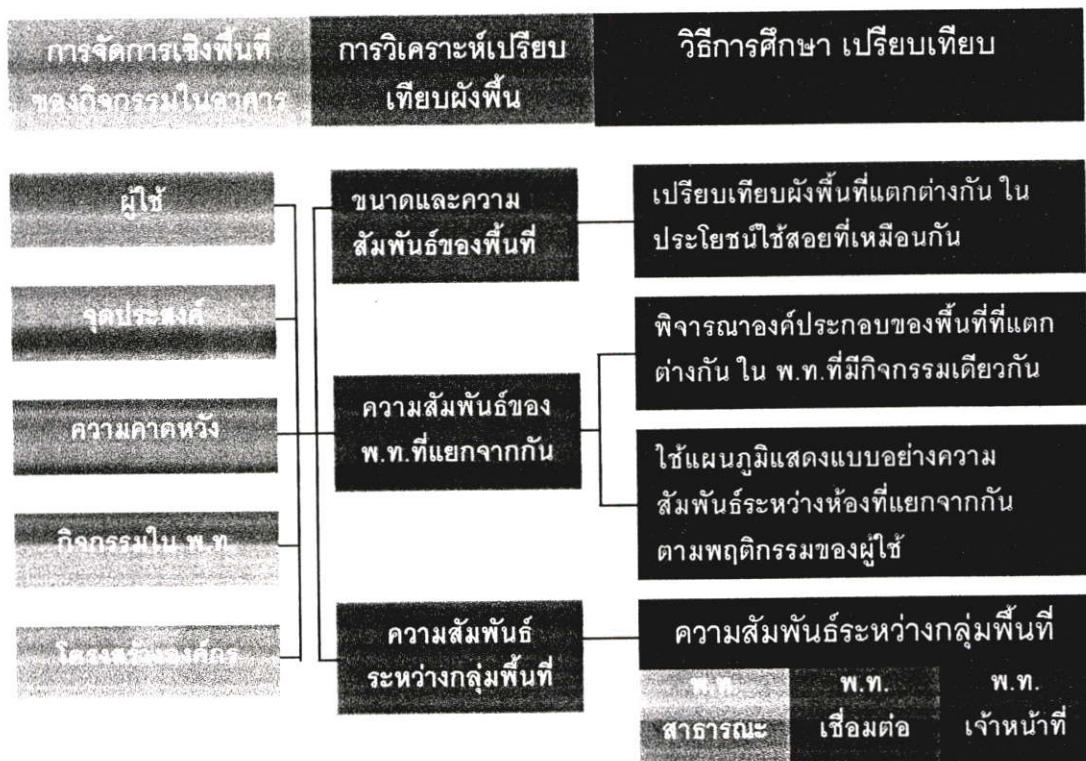 การจัดการเชิงพื้นที่
ของกิจกรรมในอาคาร
การวิเคราะห์เปรียบ
เทียบผังพื้น
วิธีการศึกษา เปรียบเทียบ
ผู้ใช้
จุดประสงค์
ความคาดหวัง
กิจกรรมใน พ.ท.
โครงสร้างองค์กร
ขนาดและความ
สัมพันธ์ของพื้นที่
ความสัมพันธ์ของ
พ.ท.ที่แยกจากกัน
ความสัมพันธ์
ระหว่างกลุ่มพื้นที่
เปรียบเทียบผังพื้นที่แตกต่างกัน ใน
ประโยชน์ใช้สอยที่เหมือนกัน
พิจารณาองค์ประกอบของพื้นที่ที่แตก
ต่างกัน ใน พ.ท.ที่มีกิจกรรมเดียวกัน
ใช้แผนภูมิแสดงแบบอย่างความ
สัมพันธ์ระหว่างห้องที่แยกจากกัน
ตามพฤติกรรมของผู้ใช้
ความสัมพันธ์ระหว่างกลุ่มพื้นที่
พ.ท.
สาธารณะ
พ.ท.
เชื่อมต่อ
พ.ท.
เจ้าหน้าที่